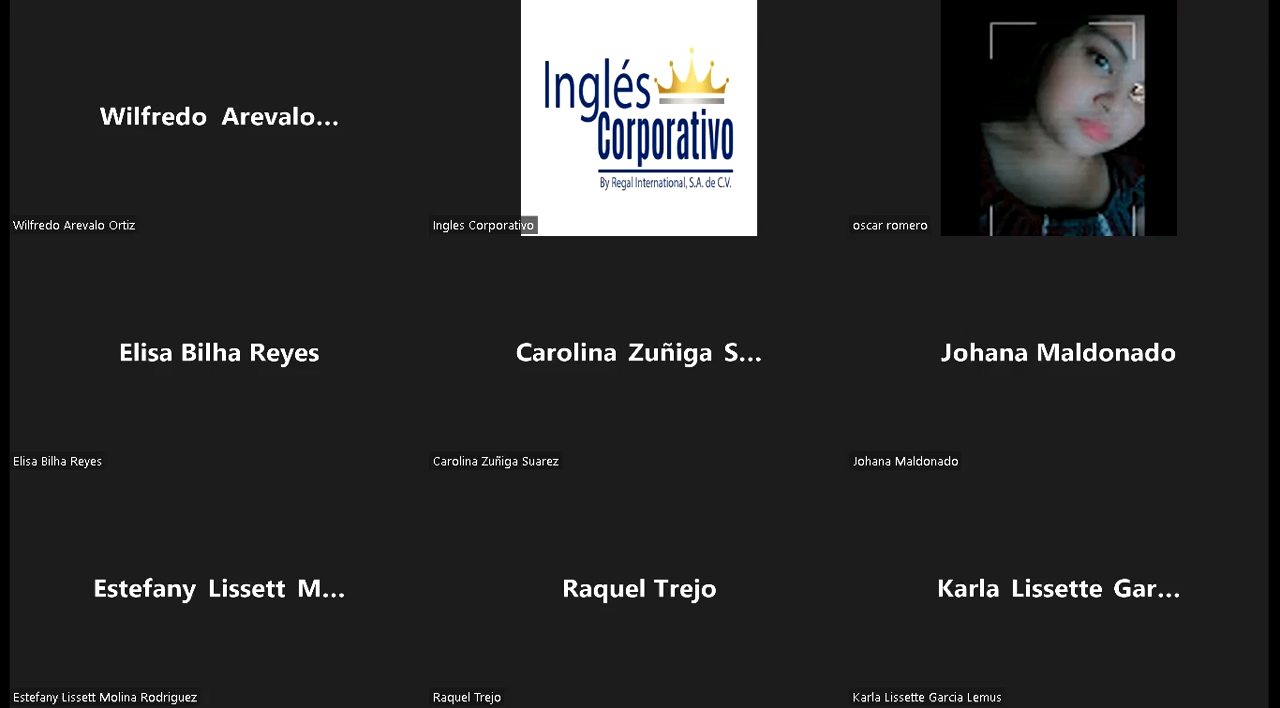 Wilfredo Arevalo...
Inglés
Corporativo
By Regal International, S.A. de C.V.
Wilfredo Arevalo Ortiz
Ingles Corporativo
oscar romero
Elisa Bilha Reyes
Carolina Zuñiga S...
Johana Maldonado
Elisa Bilha Reyes
Carolina Zuñiga Suarez
Johana Maldonado
Estefany Lissett M...
Raquel Trejo
Karla Lissette Gar...
Estefany Lissett Molina Rodriguez
Raquel Trejo
Karla Lissette Garcia Lemus